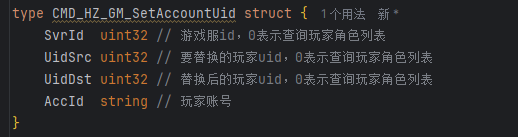 type CMD_HZ_GM_SetAccountUid struct { 1个用法 新 *
SvrId uint32 // 游戏服id，0表示查询玩家角色列表
UidSrc uint32 // 要替换的玩家uid，0表示查询玩家角色列表
UidDst uint32 // 替换后的玩家uid，0表示查询玩家角色列表
AccId string // 玩家账号
}